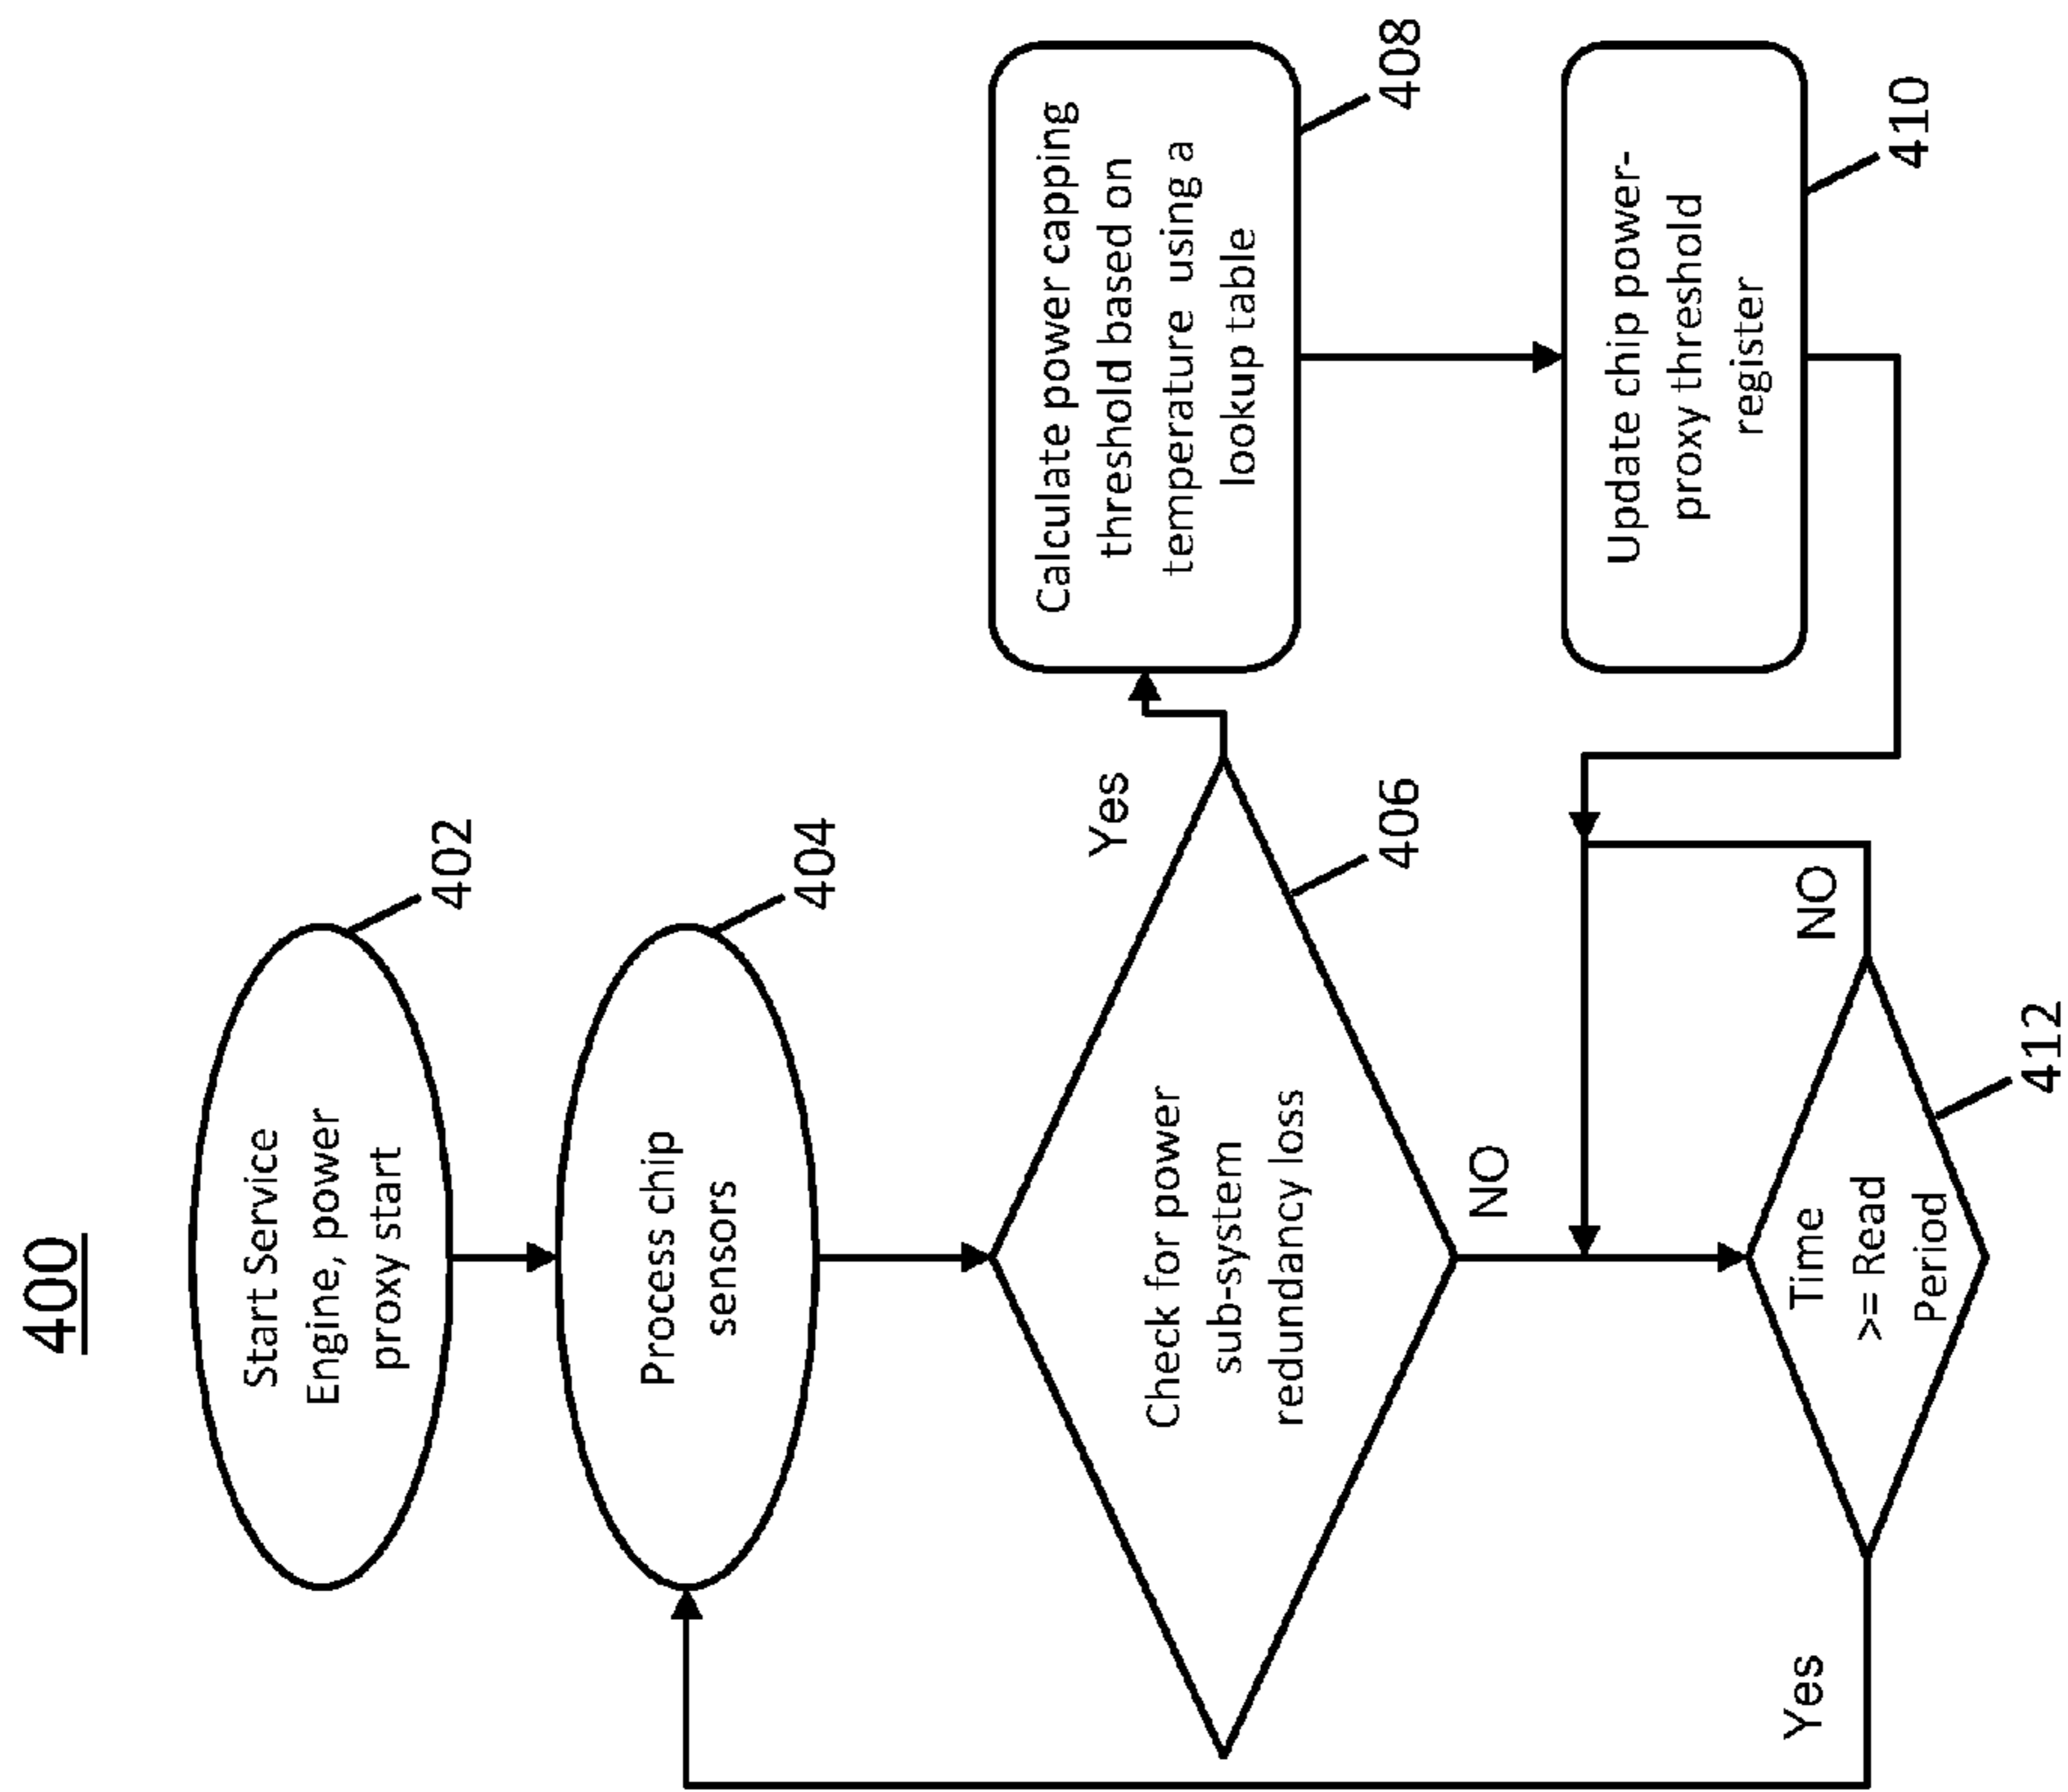 400
Start Service
Engine, power
proxy start
402
Process chip
sensors
404
Check for power
sub-system
redundancy loss
406
Yes
NO
Calculate power capping
threshold based on
temperature using a
lookup table
408
Update chip power-
proxy threshold
register
410
Time
>= Read
Period
412
NO
Yes